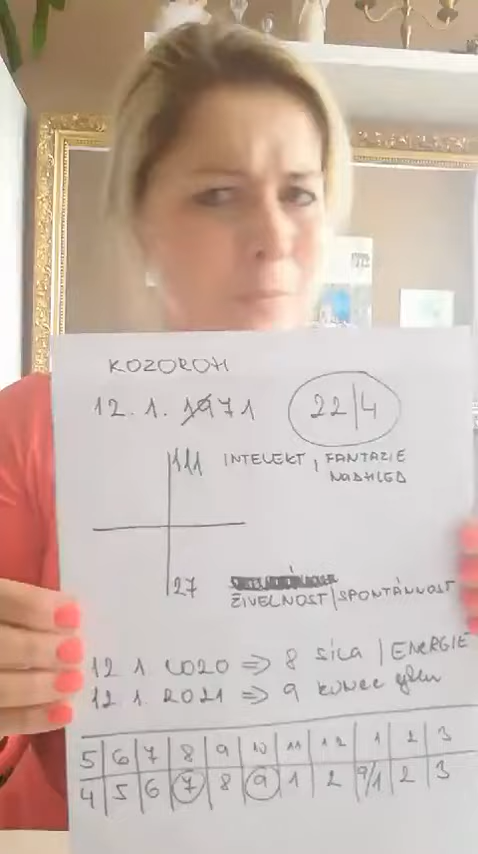 KOZOROH
12. 1. 1971 22/4
111 INTELEKT, FANTAZIE
NADHLED
27
ŽIVELNOST/SPONTÁNNOST
12 1. 2020 => 8 síla / ENERGIE
12 1. 2021 => 9 konec cyklu
5 | 6 | 7 | 8 | 9 | 10 | 11 | 12 | 1 | 2 | 3
4 | 5 | 6 | 7 | 8 | 9 | 1 | 2 | 9/1 | 2 | 3